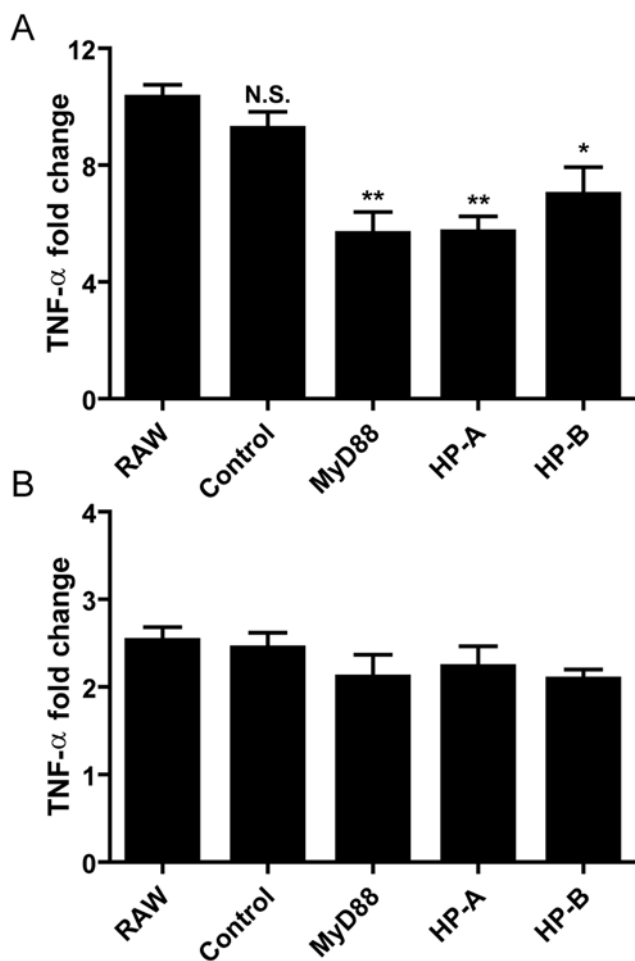 A
TNF-α fold change
12
8
4
0
N.S.
**
**
*
RAW
Control
MyD88
HP-A
HP-B
B
TNF-α fold change
4
3
2
1
0
RAW
Control
MyD88
HP-A
HP-B